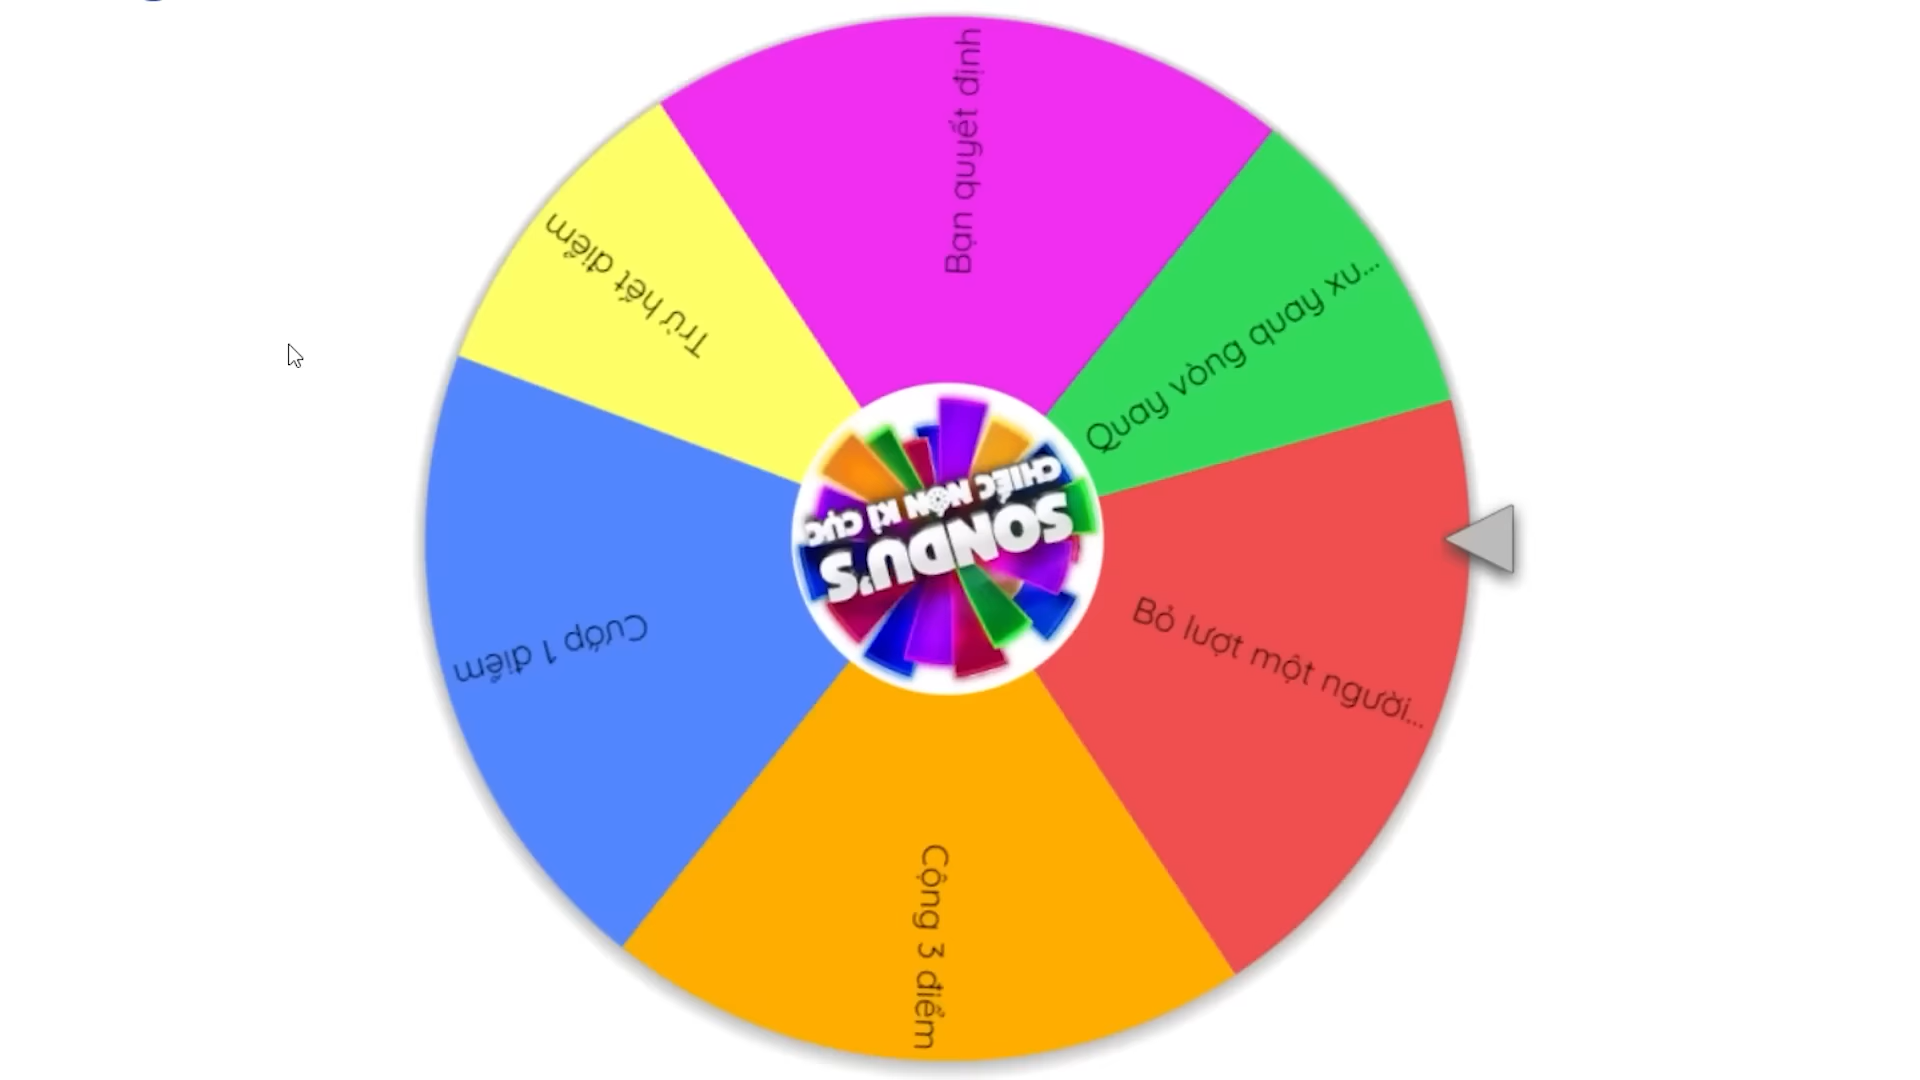 Bạn quyết định
Quay vòng quay xu...
Bỏ lượt một người...
Cộng 3 điểm
Cướp 1 điểm
Trừ hết điểm
SONDU'S
CHIẾC NÓN KÌ CỤC